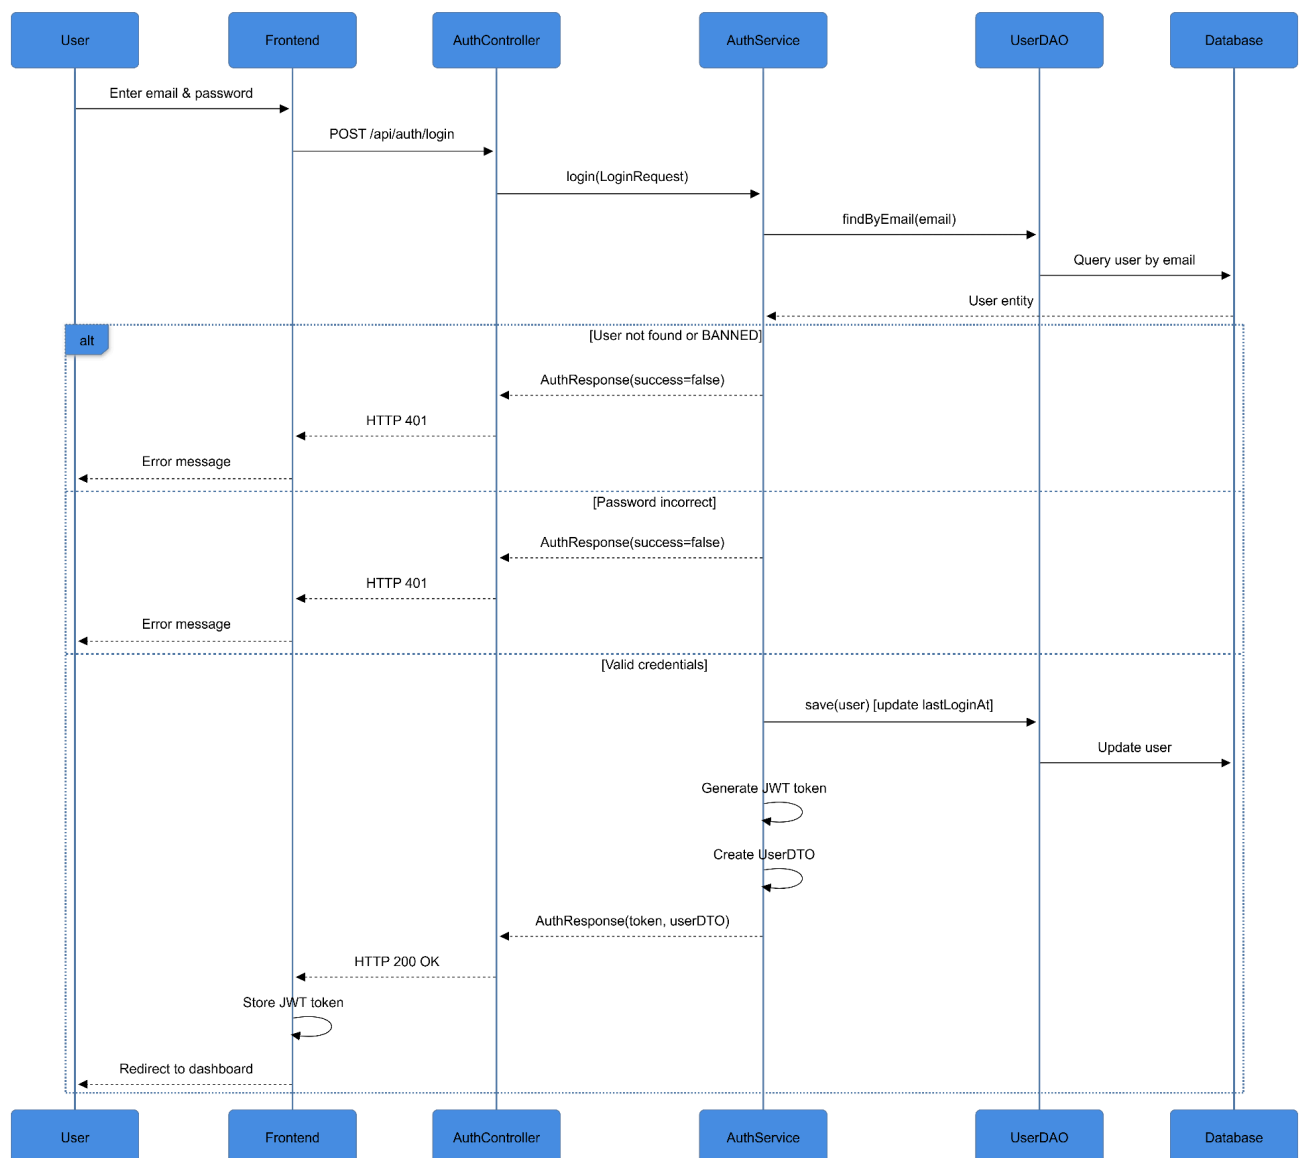 User
Frontend
AuthController
AuthService
UserDAO
Database
Enter email & password
POST /api/auth/login
login(LoginRequest)
findByEmail(email)
Query user by email
User entity
alt
[User not found or BANNED]
AuthResponse(success=false)
HTTP 401
Error message
[Password incorrect]
AuthResponse(success=false)
HTTP 401
Error message
[Valid credentials]
save(user) [update lastLoginAt]
Update user
Generate JWT token
Create UserDTO
AuthResponse(token, userDTO)
HTTP 200 OK
Store JWT token
Redirect to dashboard
User
Frontend
AuthController
AuthService
UserDAO
Database